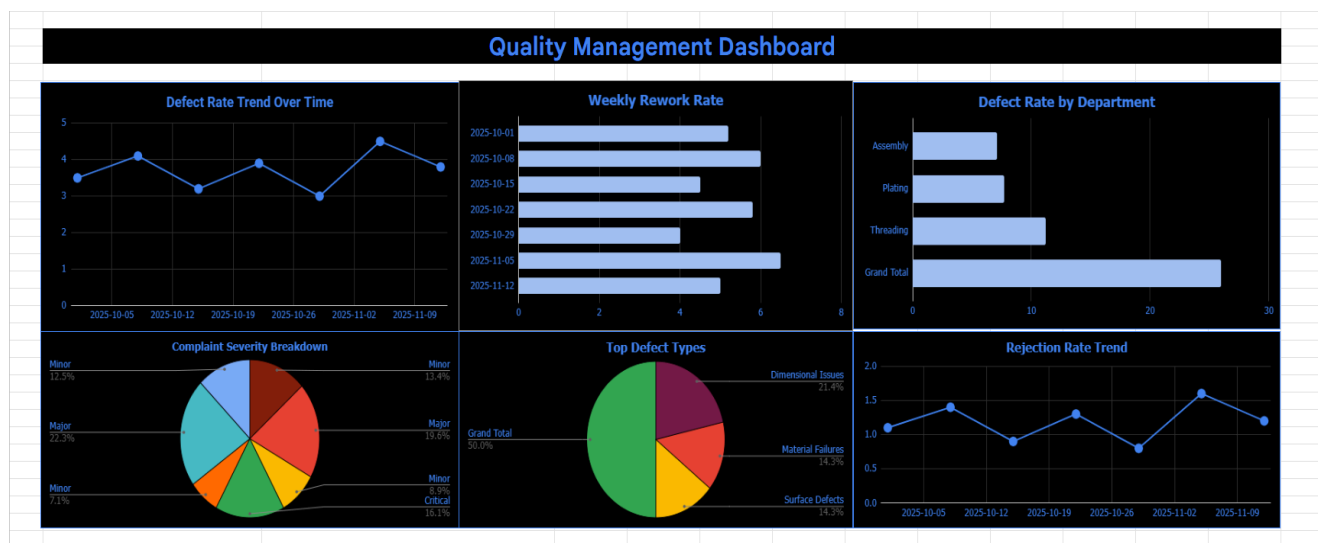 Quality Management Dashboard
Defect Rate Trend Over Time
5
4
3
2
1
0
2025-10-05 2025-10-12 2025-10-19 2025-10-26 2025-11-02 2025-11-09
Weekly Rework Rate
2025-10-01
2025-10-08
2025-10-15
2025-10-22
2025-10-29
2025-11-05
2025-11-12
0 2 4 6 8
Defect Rate by Department
Assembly
Plating
Threading
Grand Total
0 10 20 30
Complaint Severity Breakdown
Minor
12.5%
Major
22.3%
Minor
7.1%
Minor
13.4%
Major
19.6%
Minor
8.9%
Critical
16.1%
Top Defect Types
Grand Total
50.0%
Dimensional Issues
21.4%
Material Failures
14.3%
Surface Defects
14.3%
Rejection Rate Trend
2.0
1.5
1.0
0.5
0.0
2025-10-05 2025-10-12 2025-10-19 2025-10-26 2025-11-02 2025-11-09